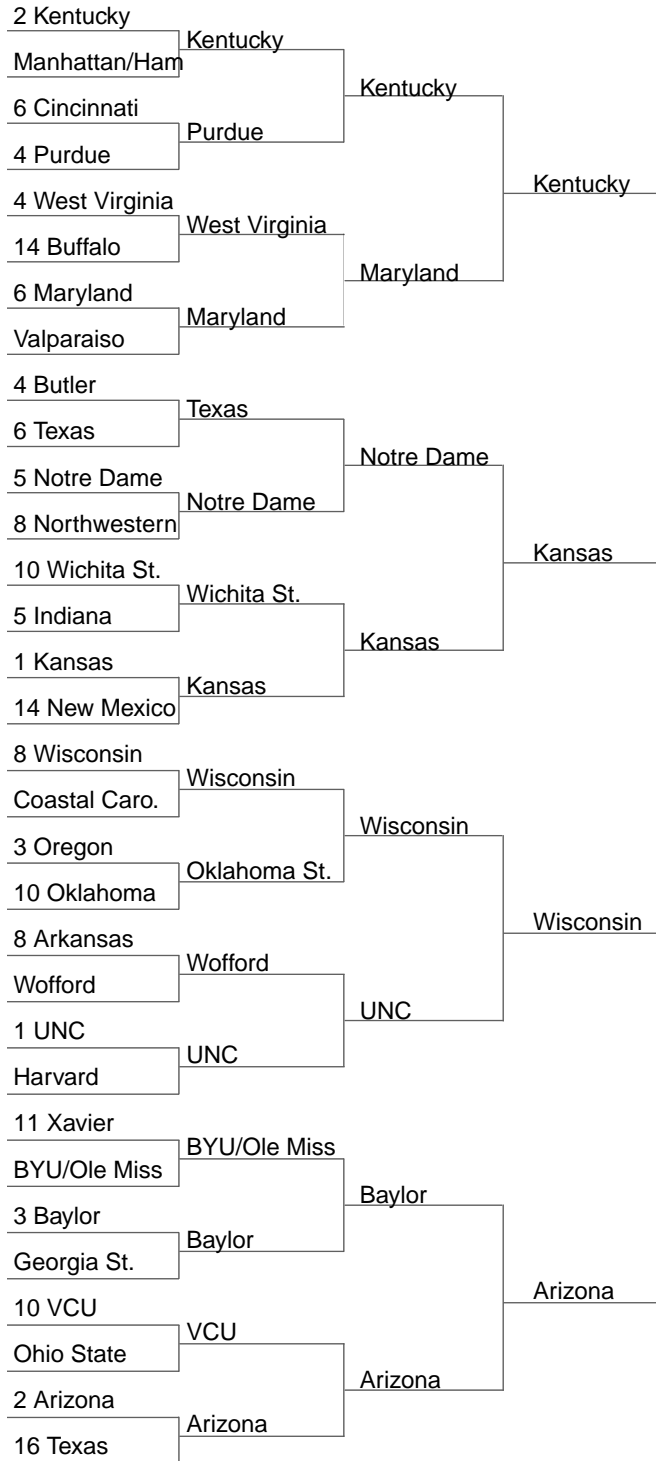 2 Kentucky
Manhattan/Ham
6 Cincinnati
4 Purdue
4 West Virginia
14 Buffalo
6 Maryland
Valparaiso
4 Butler
6 Texas
5 Notre Dame
8 Northwestern
10 Wichita St.
5 Indiana
1 Kansas
14 New Mexico
8 Wisconsin
Coastal Caro.
3 Oregon
10 Oklahoma
8 Arkansas
Wofford
1 UNC
Harvard
11 Xavier
BYU/Ole Miss
3 Baylor
Georgia St.
10 VCU
Ohio State
2 Arizona
16 Texas
Kentucky
Purdue
West Virginia
Maryland
Texas
Notre Dame
Wichita St.
Kansas
Wisconsin
Oklahoma St.
Wofford
UNC
BYU/Ole Miss
Baylor
VCU
Arizona
Kentucky
Maryland
Notre Dame
Kansas
Wisconsin
UNC
Baylor
Arizona
Kentucky
Kansas
Wisconsin
Arizona